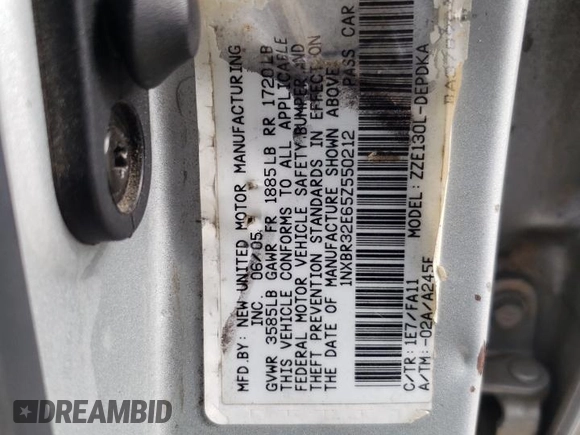 MFD.BY: NEW UNITED MOTOR MANUFACTURING
INC. 06/05
GVWR 3585LB GAWR FR 1885LB RR 1720LB
THIS VEHICLE CONFORMS TO ALL APPLICABLE
FEDERAL MOTOR VEHICLE SAFETY,BUMPER,AND
THEFT PREVENTION STANDARDS IN EFFECT ON
THE DATE OF MANUFACTURE SHOWN ABOVE.
1NXBR32E65Z550212 PASS CAR
C/TR: 1E7/FA11 MODEL: ZZE130L-DEPDKA
A/TM: -02A/A245E
DREAMBID